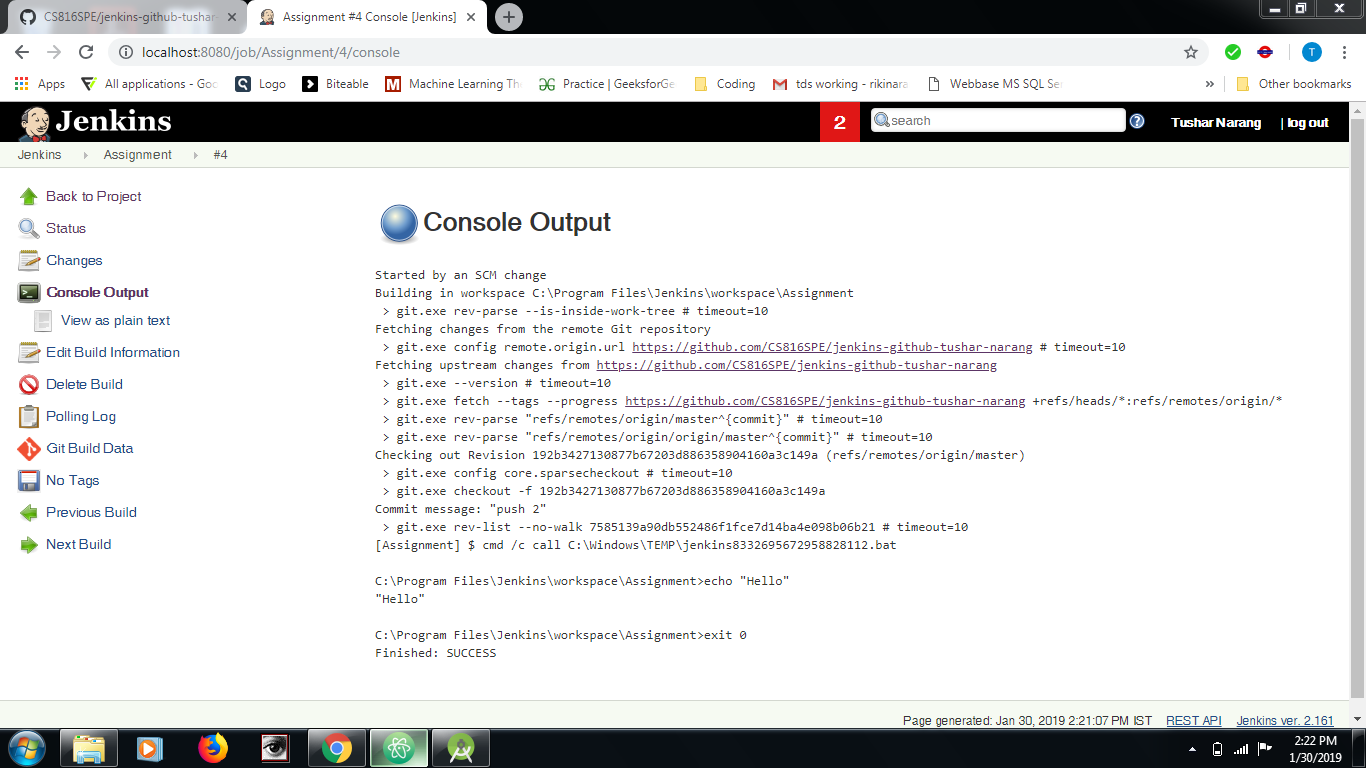 CS816SPE/jenkins-github-tushar-
Assignment #4 Console [Jenkins]
localhost:8080/job/Assignment/4/console
T
Apps
All applications - Goo
Logo
Biteable
Machine Learning Th
Practice | GeeksforGe
Coding
tds working - rikinara
Webbase MS SQL Ser
»
Other bookmarks
Jenkins
2
search
Tushar Narang
| log out
Jenkins
Assignment
#4
Back to Project
Status
Changes
Console Output
View as plain text
Edit Build Information
Delete Build
Polling Log
Git Build Data
No Tags
Previous Build
Next Build
Console Output
Started by an SCM change
Building in workspace C:\Program Files\Jenkins\workspace\Assignment
> git.exe rev-parse --is-inside-work-tree # timeout=10
Fetching changes from the remote Git repository
> git.exe config remote.origin.url https://github.com/CS816SPE/jenkins-github-tushar-narang # timeout=10
Fetching upstream changes from https://github.com/CS816SPE/jenkins-github-tushar-narang
> git.exe --version # timeout=10
> git.exe fetch --tags --progress https://github.com/CS816SPE/jenkins-github-tushar-narang +refs/heads/*:refs/remotes/origin/*
> git.exe rev-parse "refs/remotes/origin/master^{commit}" # timeout=10
> git.exe rev-parse "refs/remotes/origin/origin/master^{commit}" # timeout=10
Checking out Revision 192b3427130877b67203d886358904160a3c149a (refs/remotes/origin/master)
> git.exe config core.sparsecheckout # timeout=10
> git.exe checkout -f 192b3427130877b67203d886358904160a3c149a
Commit message: "push 2"
> git.exe rev-list --no-walk 7585139a90db552486f1fce7d14ba4e098b06b21 # timeout=10
[Assignment] $ cmd /c call C:\Windows\TEMP\jenkins8332695672958828112.bat
C:\Program Files\Jenkins\workspace\Assignment>echo "Hello"
"Hello"
C:\Program Files\Jenkins\workspace\Assignment>exit 0
Finished: SUCCESS
Page generated: Jan 30, 2019 2:21:07 PM IST
REST API
Jenkins ver. 2.161
2:22 PM
1/30/2019